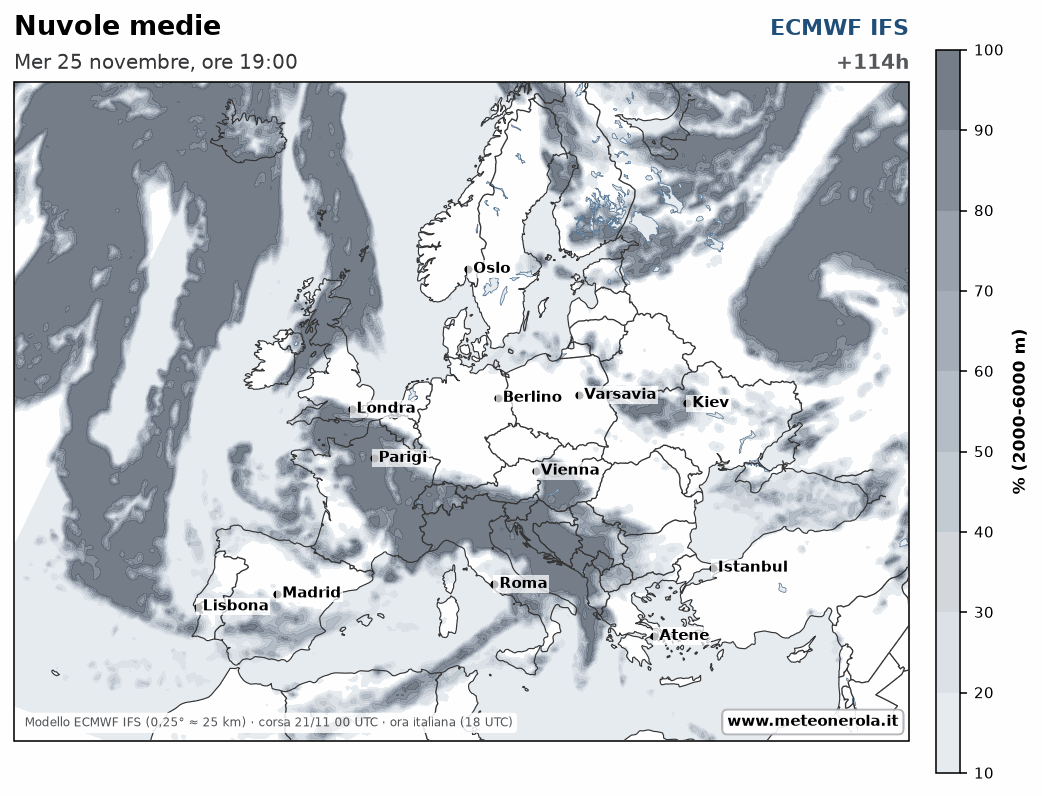 Nuvole medie
ECMWF IFS
Mer 25 novembre, ore 19:00
+114h
100
90
80
70
60
50
40
30
20
10
% (2000-6000 m)
Oslo
Berlino
Varsavia
Kiev
Londra
Parigi
Vienna
Istanbul
Roma
Madrid
Lisbona
Atene
Modello ECMWF IFS (0,25° ≈ 25 km) · corsa 21/11 00 UTC · ora italiana (18 UTC)
www.meteonerola.it